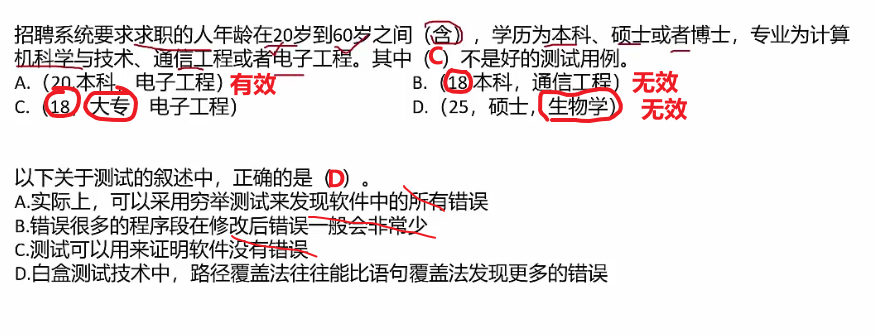 招聘系统要求求职的人年龄在20岁到60岁之间（含），学历为本科、硕士或者博士，专业为计算
机科学与技术、通信工程或者电子工程。其中（C）不是好的测试用例。
A.（20,本科、电子工程）有效 B.（18,本科，通信工程）无效
C.（18, 大专 电子工程） D.（25，硕士，生物学）无效
以下关于测试的叙述中，正确的是（D）。
A.实际上，可以采用穷举测试来发现软件中的所有错误
B.错误很多的程序段在修改后错误一般会非常少
C.测试可以用来证明软件没有错误
D.白盒测试技术中，路径覆盖法往往能比语句覆盖法发现更多的错误